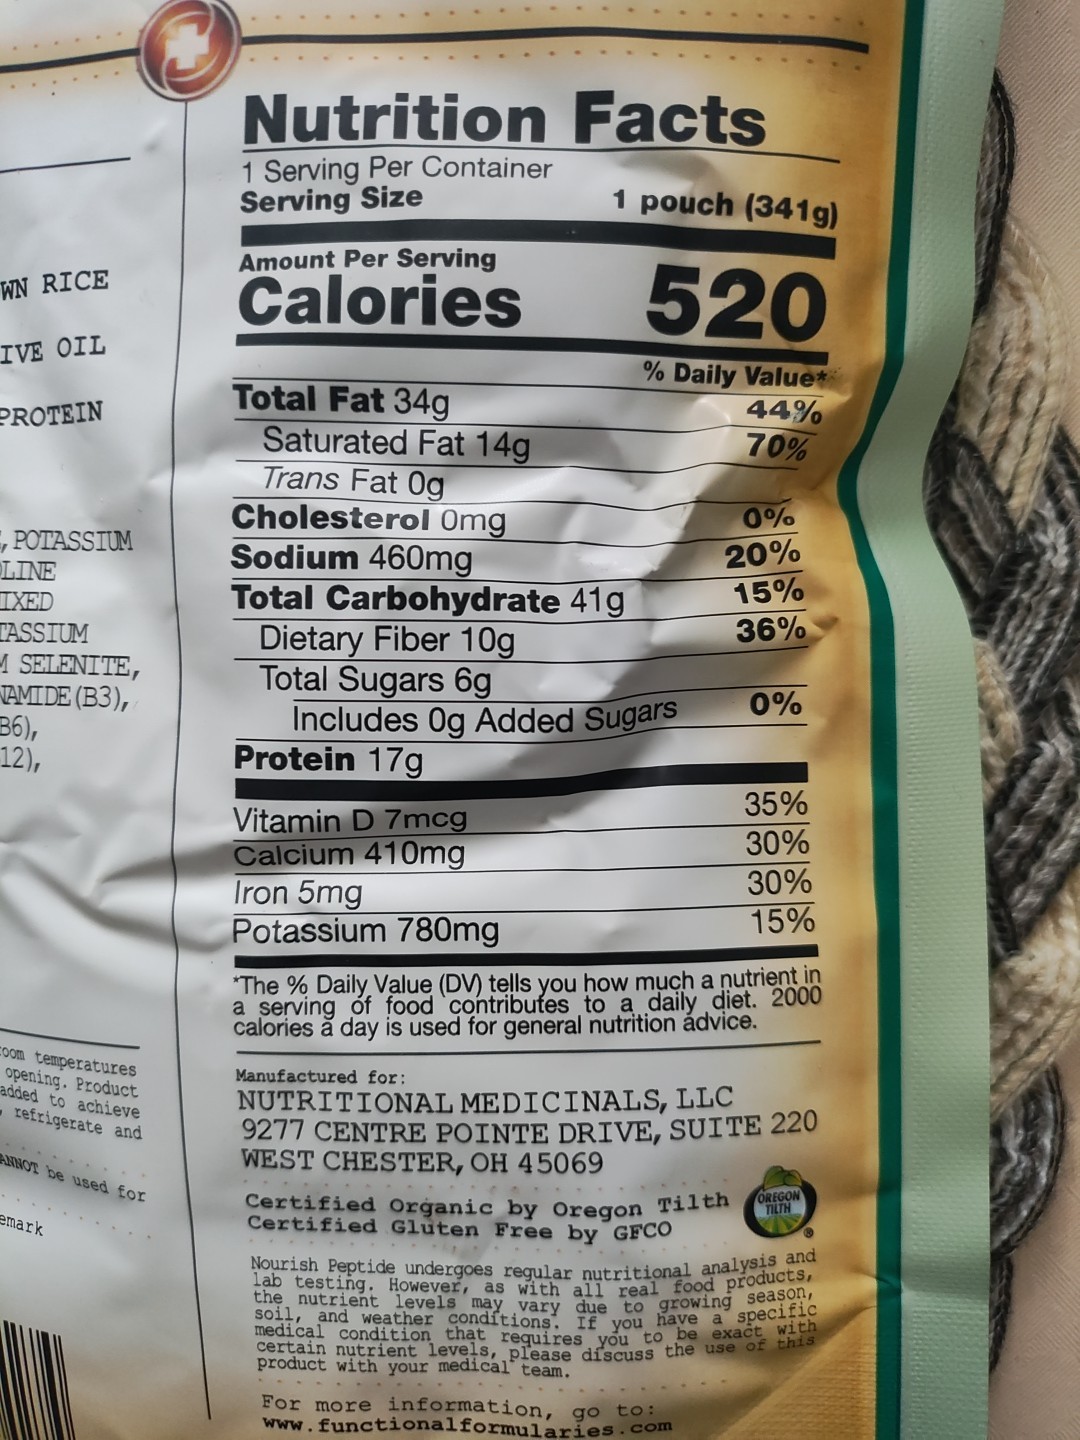 WN RICE
IVE OIL
PROTEIN
, POTASSIUM
LINE
IXED
TASSIUM
M SELENITE,
NAMIDE (B3),
B6),
12),
oom temperatures
opening. Product
added to achieve
, refrigerate and
ANNOT be used for
emark
Nutrition Facts
1 Serving Per Container
Serving Size 1 pouch (341g)
Amount Per Serving
Calories 520
% Daily Value*
Total Fat 34g 44%
Saturated Fat 14g 70%
Trans Fat 0g
Cholesterol 0mg 0%
Sodium 460mg 20%
Total Carbohydrate 41g 15%
Dietary Fiber 10g 36%
Total Sugars 6g
Includes 0g Added Sugars 0%
Protein 17g
Vitamin D 7mcg 35%
Calcium 410mg 30%
Iron 5mg 30%
Potassium 780mg 15%
*The % Daily Value (DV) tells you how much a nutrient in
a serving of food contributes to a daily diet. 2000
calories a day is used for general nutrition advice.
Manufactured for:
NUTRITIONAL MEDICINALS, LLC
9277 CENTRE POINTE DRIVE, SUITE 220
WEST CHESTER, OH 45069
Certified Organic by Oregon Tilth
Certified Gluten Free by GFCO
OREGON
TILTH
®
Nourish Peptide undergoes regular nutritional analysis and
lab testing. However, as with all real food products,
the nutrient levels may vary due to growing season,
soil, and weather conditions. If you have a specific
medical condition that requires you to be exact with
certain nutrient levels, please discuss the use of this
product with your medical team.
For more information, go to:
www.functionalformularies.com